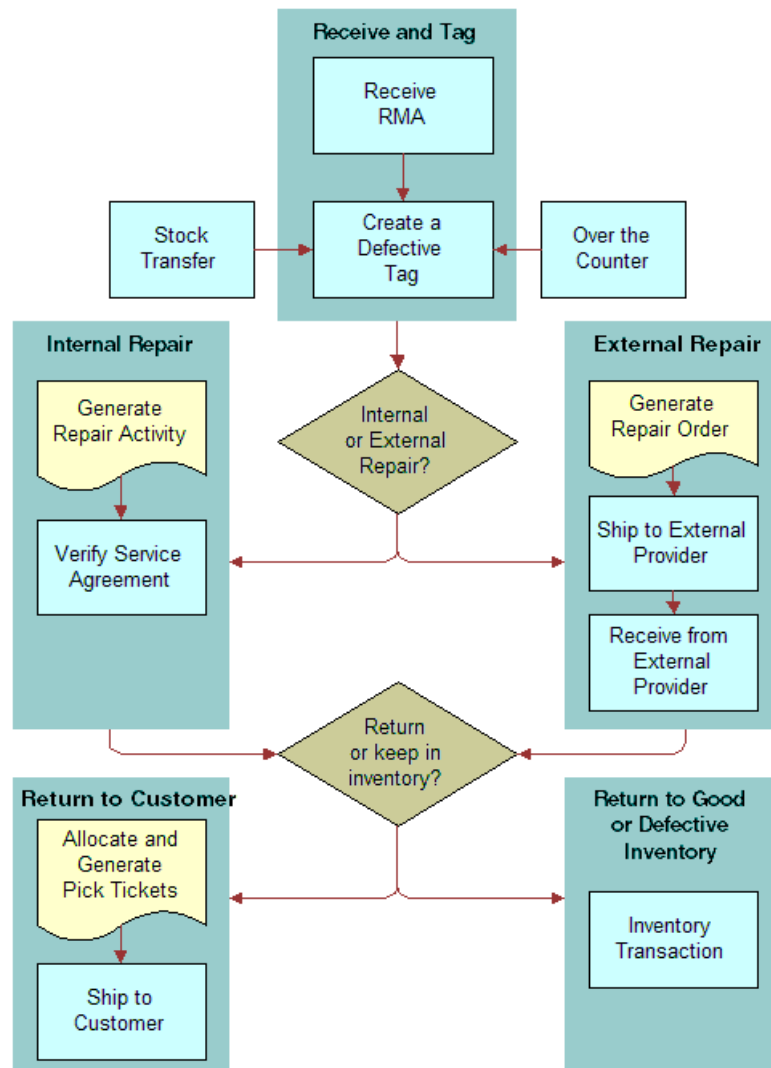 Receive and Tag
Receive
RMA
Stock
Transfer
Create a
Defective
Tag
Over the
Counter
Internal Repair
Generate
Repair Activity
Verify Service
Agreement
Internal
or External
Repair?
External Repair
Generate
Repair Order
Ship to External
Provider
Receive from
External
Provider
Return
or keep in
inventory?
Return to Customer
Allocate and
Generate
Pick Tickets
Ship to
Customer
Return to Good
or Defective
Inventory
Inventory
Transaction